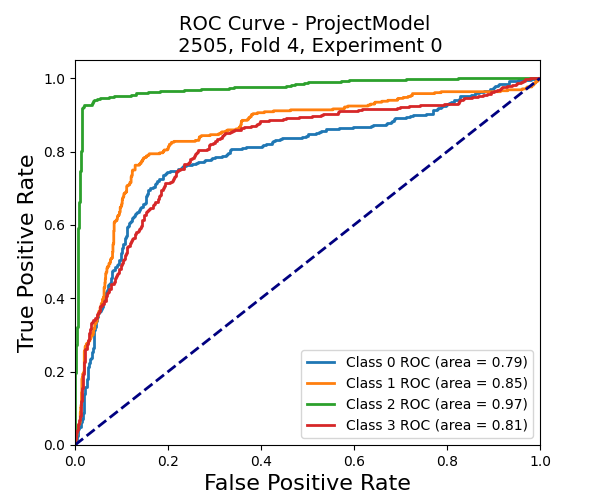 ROC Curve - ProjectModel
2505, Fold 4, Experiment 0
True Positive Rate
1.0
0.8
0.6
0.4
0.2
0.0
Class 0 ROC (area = 0.79)
Class 1 ROC (area = 0.85)
Class 2 ROC (area = 0.97)
Class 3 ROC (area = 0.81)
0.0 0.2 0.4 0.6 0.8 1.0
False Positive Rate